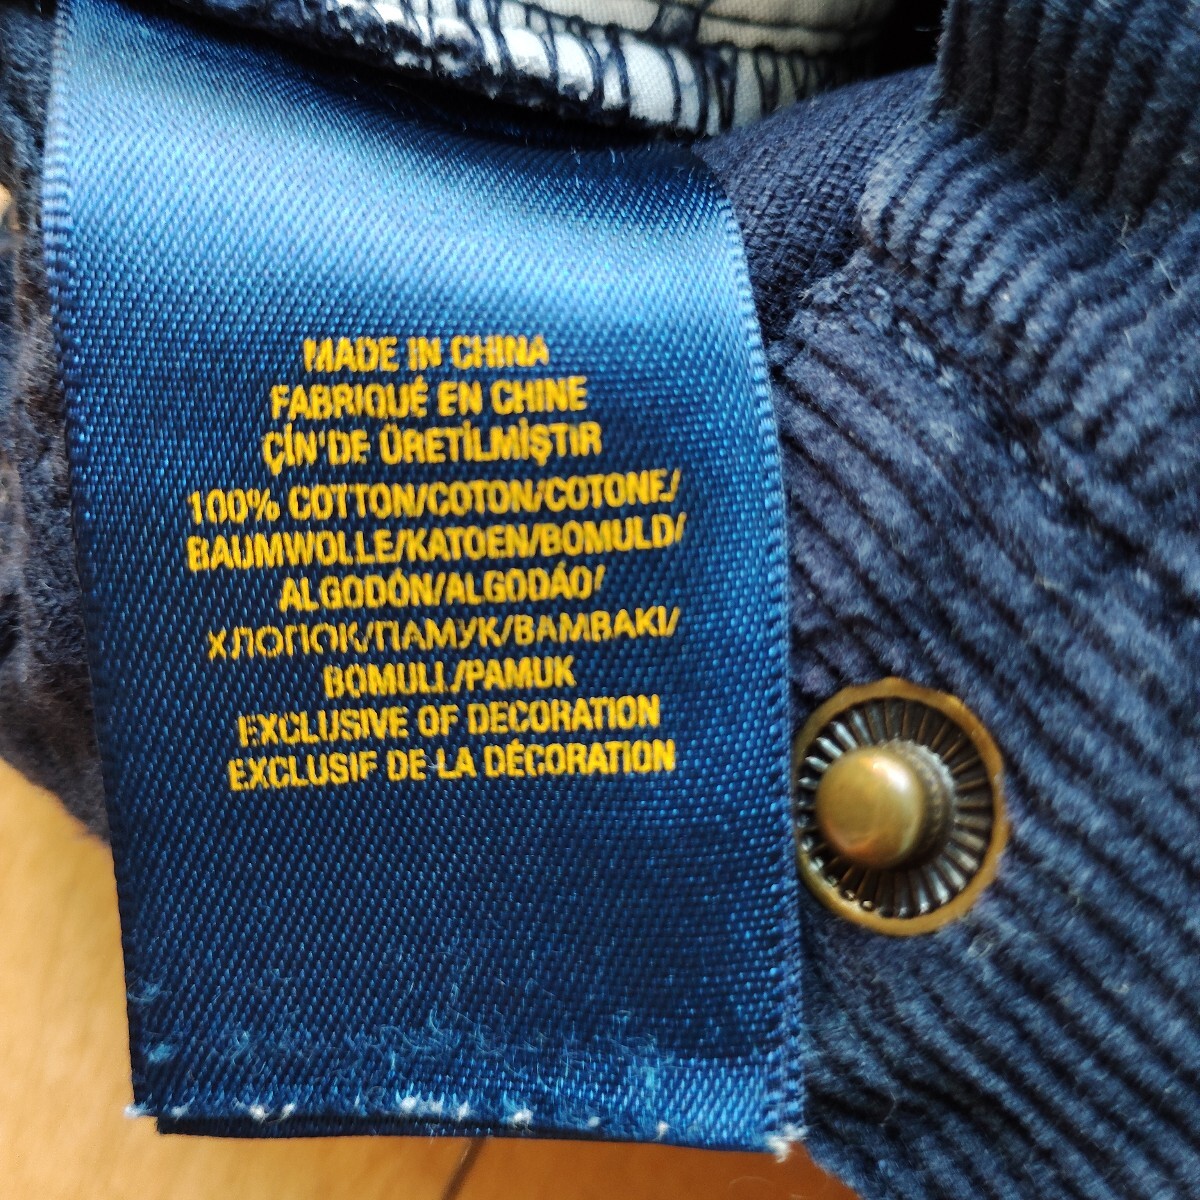 MADE IN CHINA
FABRIQUÉ EN CHINE
ÇİN'DE ÜRETİLMİŞTIR
100% COTTON/COTON/COTONE/
BAUMWOLLE/KATOEN/BOMULD/
ALGODÓN/ALGODÁO/
ХЛОПОК/ПАМУК/BAMBAKI/
BOMULL/PAMUK
EXCLUSIVE OF DECORATION
EXCLUSIF DE LA DÉCORATION